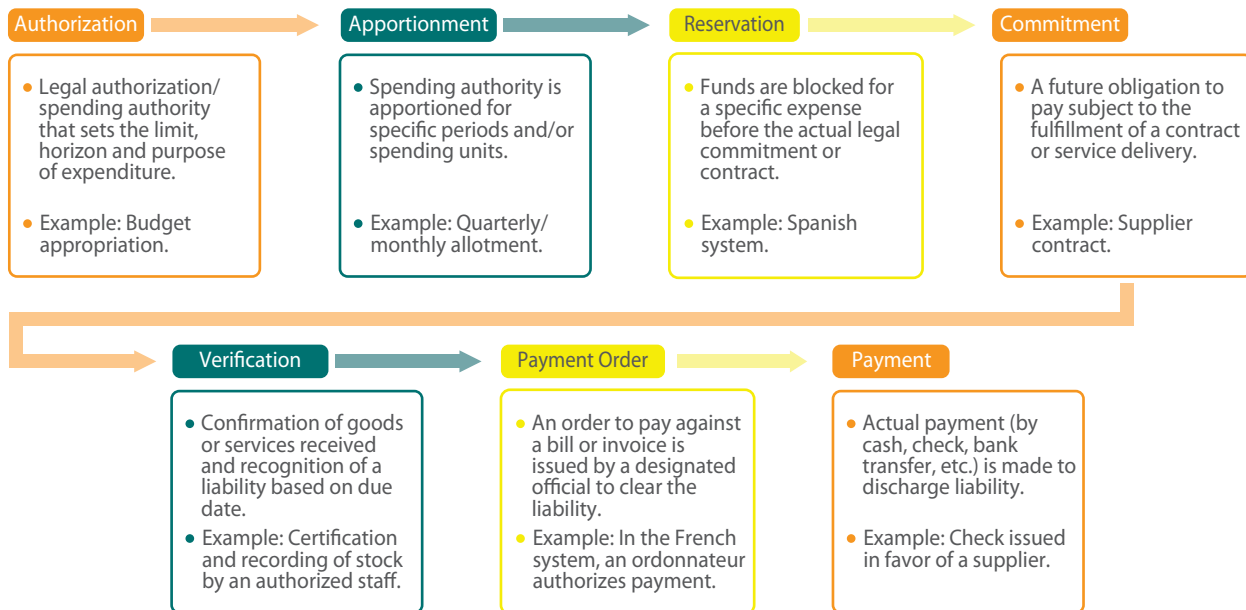 Authorization
Apportionment
Reservation
Commitment
• Legal authorization/
spending authority
that sets the limit,
horizon and purpose
of expenditure.
• Example: Budget
appropriation.
• Spending authority is
apportioned for
specific periods and/or
spending units.
• Example: Quarterly/
monthly allotment.
• Funds are blocked for
a specific expense
before the actual legal
commitment or
contract.
• Example: Spanish
system.
• A future obligation to
pay subject to the
fulfillment of a contract
or service delivery.
• Example: Supplier
contract.
Verification
Payment Order
Payment
• Confirmation of goods
or services received
and recognition of a
liability based on due
date.
• Example: Certification
and recording of stock
by an authorized staff.
• An order to pay against
a bill or invoice is
issued by a designated
official to clear the
liability.
• Example: In the French
system, an ordonnateur
authorizes payment.
• Actual payment (by
cash, check, bank
transfer, etc.) is made to
discharge liability.
• Example: Check issued
in favor of a supplier.